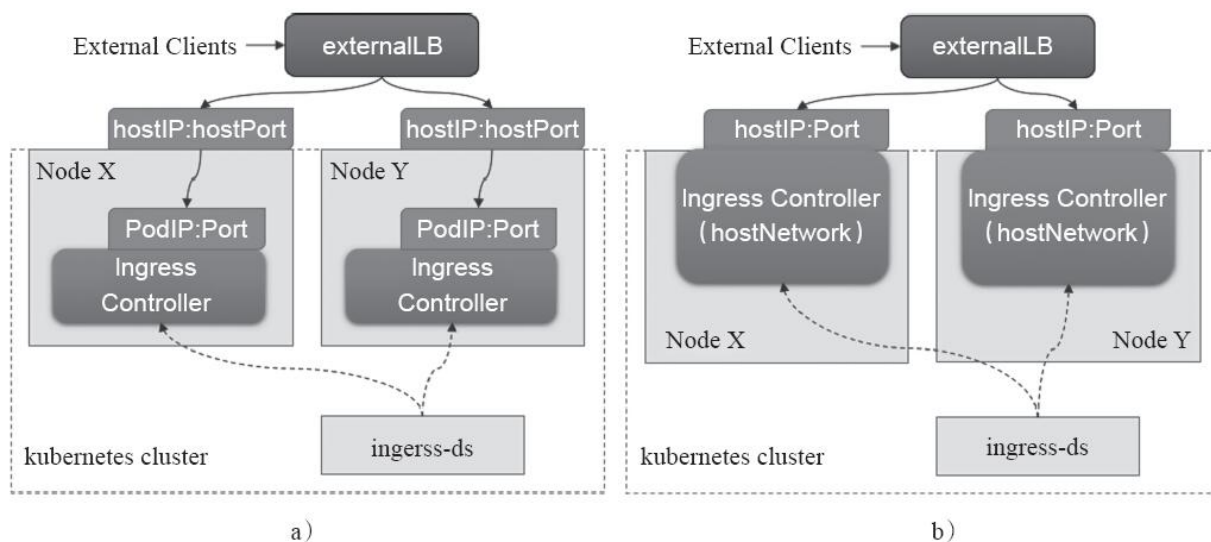 External Clients
externalLB
hostIP:hostPort
hostIP:hostPort
Node X
Node Y
PodIP:Port
PodIP:Port
Ingress
Controller
Ingress
Controller
ingerss-ds
kubernetes cluster
a）
External Clients
externalLB
hostIP:Port
hostIP:Port
Ingress Controller
（hostNetwork）
Ingress Controller
（hostNetwork）
Node X
Node Y
ingress-ds
kubernetes cluster
b）